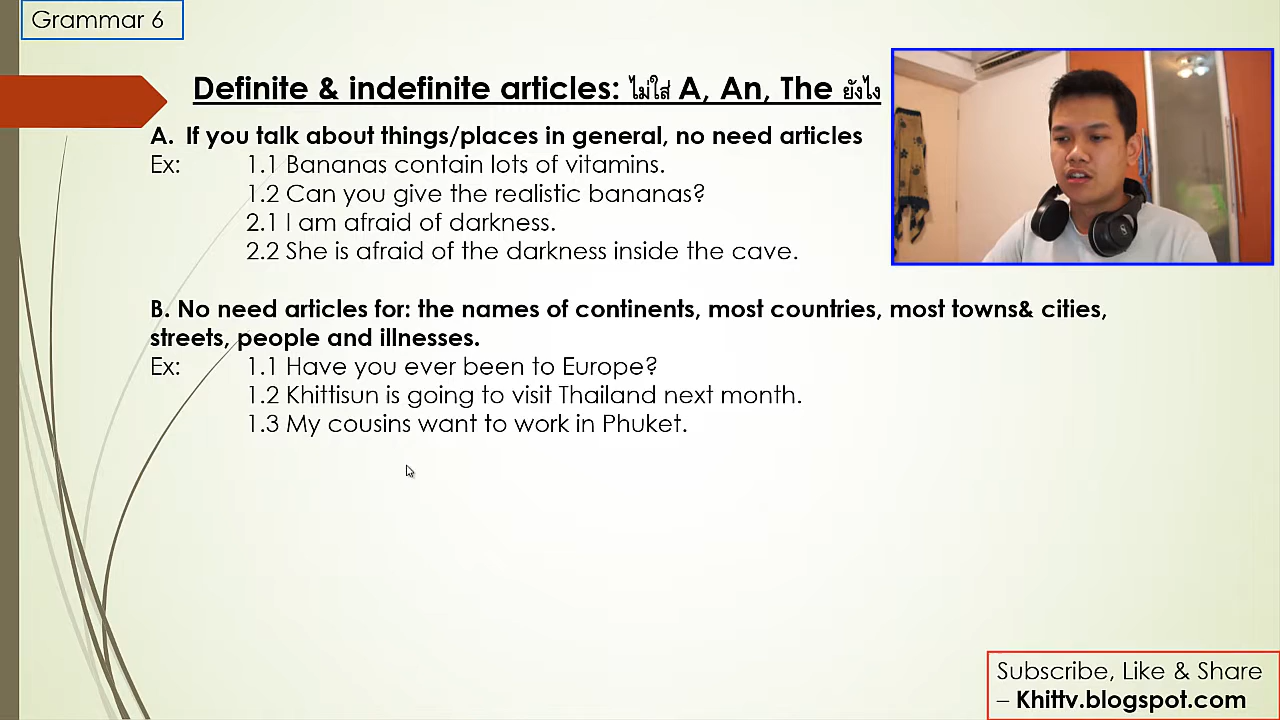 Grammar 6
Definite & indefinite articles: ไม่ใส่ A, An, The ยังไง
A. If you talk about things/places in general, no need articles
Ex: 1.1 Bananas contain lots of vitamins.
1.2 Can you give the realistic bananas?
2.1 I am afraid of darkness.
2.2 She is afraid of the darkness inside the cave.
B. No need articles for: the names of continents, most countries, most towns& cities,
streets, people and illnesses.
Ex: 1.1 Have you ever been to Europe?
1.2 Khittisun is going to visit Thailand next month.
1.3 My cousins want to work in Phuket.
Subscribe, Like & Share
– Khittv.blogspot.com